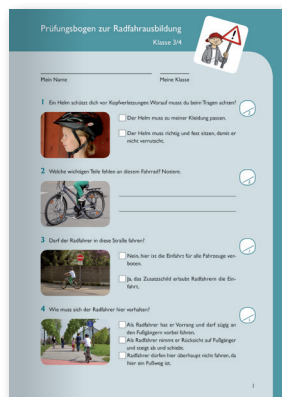 Prüfungsbogen zur Radfahrausbildung
Klasse 3/4
Mein Name
Meine Klasse
1 Ein Helm schützt dich vor Kopfverletzungen. Worauf musst du beim Tragen achten?
Der Helm muss zu meiner Kleidung passen.
Der Helm muss richtig und fest sitzen, damit er
nicht verrutscht.
2 Welche wichtigen Teile fehlen an diesem Fahrrad? Notiere.
3 Darf der Radfahrer in diese Straße fahren?
Nein, hier ist die Einfahrt für alle Fahrzeuge ver-
boten.
Ja, das Zusatzschild erlaubt Radfahrern die Ein-
fahrt.
4 Wie muss sich der Radfahrer hier verhalten?
Als Radfahrer hat er Vorrang und darf zügig an
den Fußgängern vorbei fahren.
Als Radfahrer nimmt er Rücksicht auf Fußgänger
und steigt ab und schiebt.
Radfahrer dürfen hier überhaupt nicht fahren, da
hier ein Fußweg ist.
1